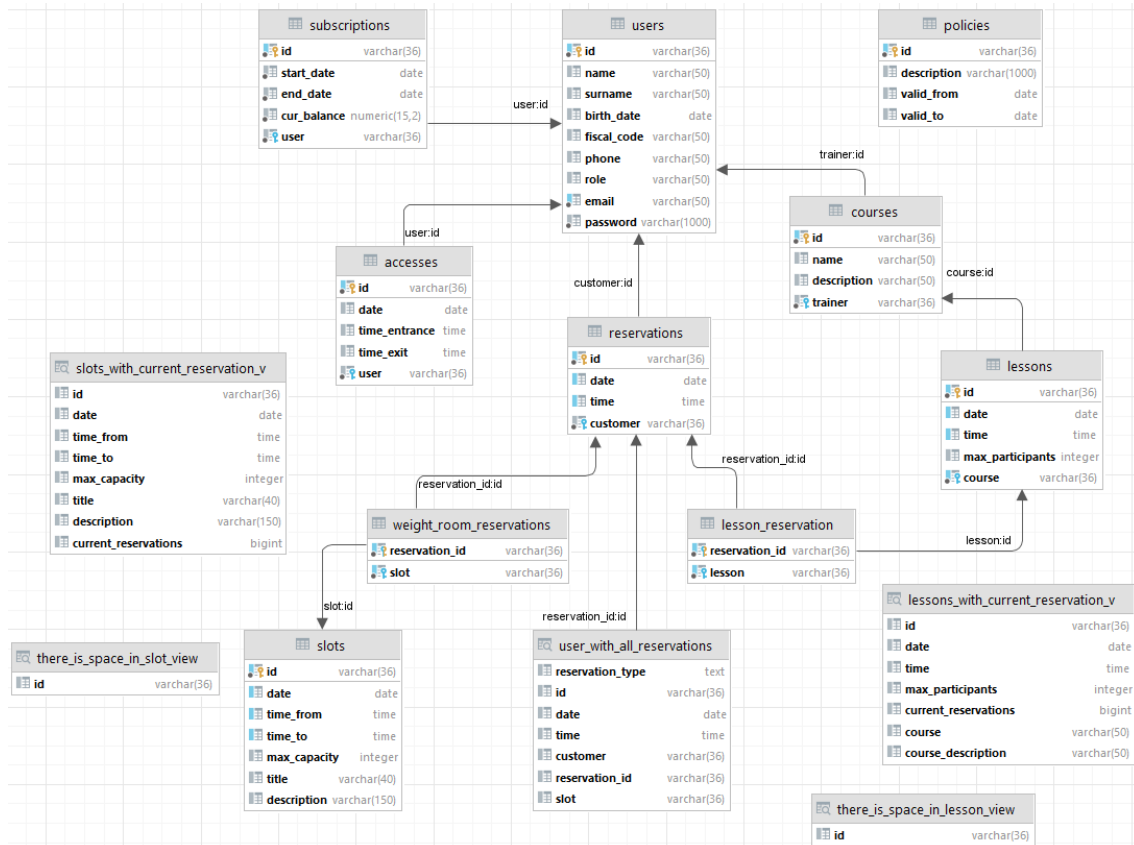 subscriptions
id varchar(36)
start_date date
end_date date
cur_balance numeric(15,2)
user varchar(36)
user:id
users
id varchar(36)
name varchar(50)
surname varchar(50)
birth_date date
fiscal_code varchar(50)
phone varchar(50)
role varchar(50)
email varchar(50)
password varchar(1000)
policies
id varchar(36)
description varchar(1000)
valid_from date
valid_to date
trainer:id
courses
id varchar(36)
name varchar(50)
description varchar(50)
trainer varchar(36)
user:id
accesses
id varchar(36)
date date
time_entrance time
time_exit time
user varchar(36)
customer:id
course:id
reservations
id varchar(36)
date date
time time
customer varchar(36)
slots_with_current_reservation_v
id varchar(36)
date date
time_from time
time_to time
max_capacity integer
title varchar(40)
description varchar(150)
current_reservations bigint
lessons
id varchar(36)
date date
time time
max_participants integer
course varchar(36)
reservation_id:id
reservation_id:id
weight_room_reservations
reservation_id varchar(36)
slot varchar(36)
lesson_reservation
reservation_id varchar(36)
lesson varchar(36)
lesson:id
slot:id
reservation_id:id
there_is_space_in_slot_view
id varchar(36)
slots
id varchar(36)
date date
time_from time
time_to time
max_capacity integer
title varchar(40)
description varchar(150)
user_with_all_reservations
reservation_type text
id varchar(36)
date date
time time
customer varchar(36)
reservation_id varchar(36)
slot varchar(36)
lessons_with_current_reservation_v
id varchar(36)
date date
time time
max_participants integer
current_reservations bigint
course varchar(50)
course_description varchar(50)
there_is_space_in_lesson_view
id varchar(36)